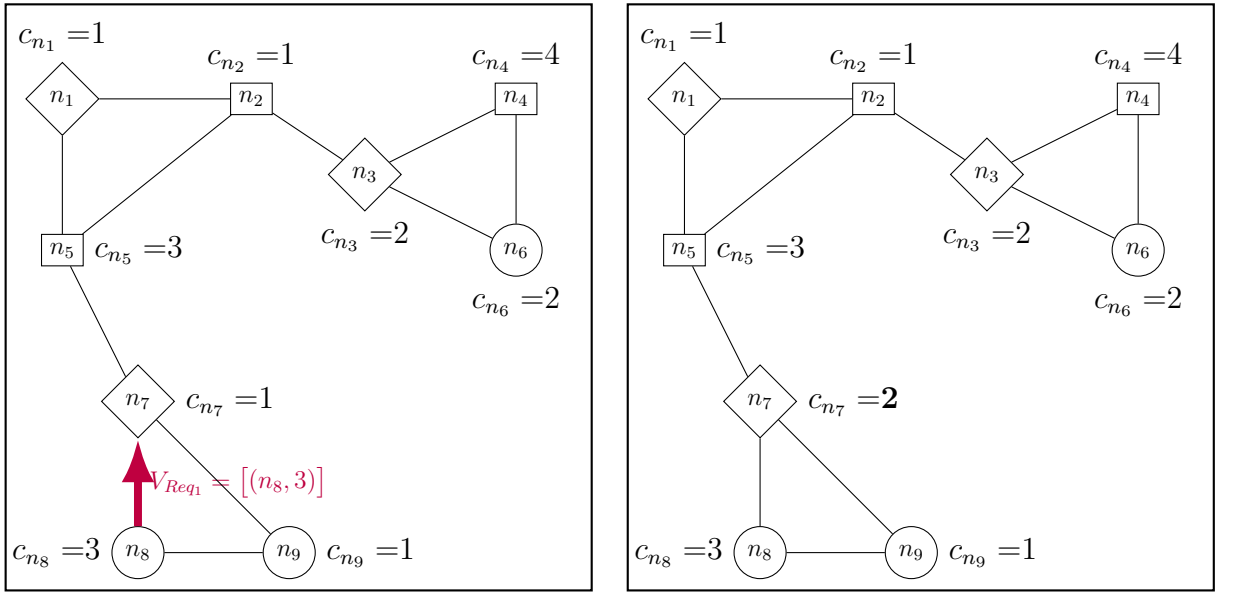 c_{n_1} =1
c_{n_2} =1
c_{n_4} =4
n_1
n_2
n_4
n_3
c_{n_3} =2
n_5
c_{n_5} =3
n_6
c_{n_6} =2
n_7
c_{n_7} =1
V_{Req_1} = [(n_8, 3)]
c_{n_8} =3
n_8
n_9
c_{n_9} =1
c_{n_1} =1
c_{n_2} =1
c_{n_4} =4
n_1
n_2
n_4
n_3
c_{n_3} =2
n_5
c_{n_5} =3
n_6
c_{n_6} =2
n_7
c_{n_7} =2
c_{n_8} =3
n_8
n_9
c_{n_9} =1